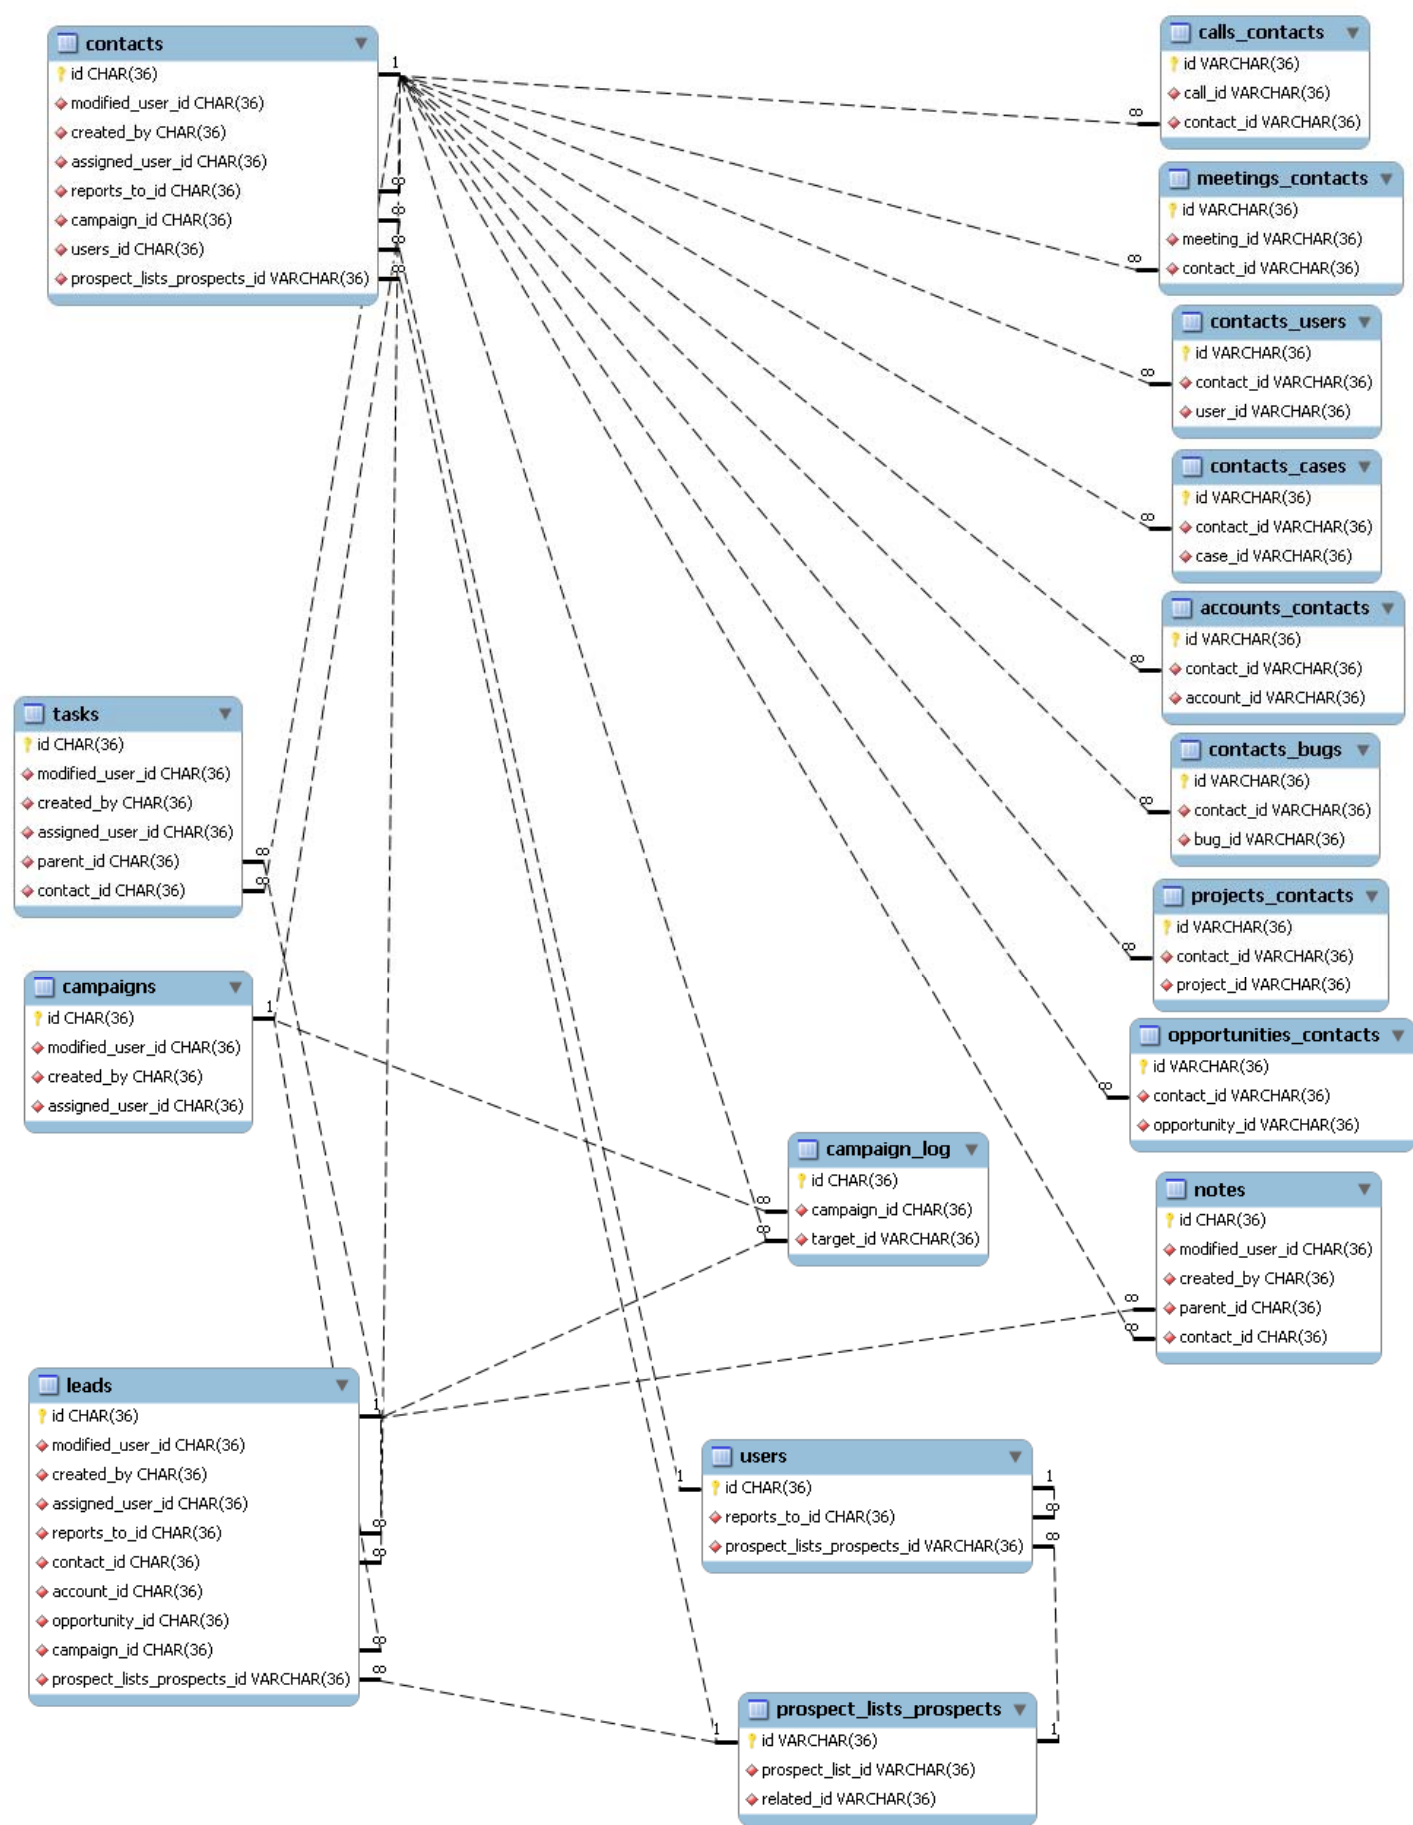 contacts
id CHAR(36)
modified_user_id CHAR(36)
created_by CHAR(36)
assigned_user_id CHAR(36)
reports_to_id CHAR(36)
campaign_id CHAR(36)
users_id CHAR(36)
prospect_lists_prospects_id VARCHAR(36)
1
∞
∞
∞
∞
calls_contacts
id VARCHAR(36)
call_id VARCHAR(36)
contact_id VARCHAR(36)
∞
meetings_contacts
id VARCHAR(36)
meeting_id VARCHAR(36)
contact_id VARCHAR(36)
∞
contacts_users
id VARCHAR(36)
contact_id VARCHAR(36)
user_id VARCHAR(36)
∞
contacts_cases
id VARCHAR(36)
contact_id VARCHAR(36)
case_id VARCHAR(36)
∞
accounts_contacts
id VARCHAR(36)
contact_id VARCHAR(36)
account_id VARCHAR(36)
∞
contacts_bugs
id VARCHAR(36)
contact_id VARCHAR(36)
bug_id VARCHAR(36)
∞
projects_contacts
id VARCHAR(36)
contact_id VARCHAR(36)
project_id VARCHAR(36)
∞
opportunities_contacts
id VARCHAR(36)
contact_id VARCHAR(36)
opportunity_id VARCHAR(36)
∞
notes
id CHAR(36)
modified_user_id CHAR(36)
created_by CHAR(36)
parent_id CHAR(36)
contact_id CHAR(36)
∞
∞
tasks
id CHAR(36)
modified_user_id CHAR(36)
created_by CHAR(36)
assigned_user_id CHAR(36)
parent_id CHAR(36)
contact_id CHAR(36)
∞
∞
campaigns
id CHAR(36)
modified_user_id CHAR(36)
created_by CHAR(36)
assigned_user_id CHAR(36)
1
campaign_log
id CHAR(36)
campaign_id CHAR(36)
target_id VARCHAR(36)
∞
∞
leads
id CHAR(36)
modified_user_id CHAR(36)
created_by CHAR(36)
assigned_user_id CHAR(36)
reports_to_id CHAR(36)
contact_id CHAR(36)
account_id CHAR(36)
opportunity_id CHAR(36)
campaign_id CHAR(36)
prospect_lists_prospects_id VARCHAR(36)
1
∞
∞
∞
∞
users
id CHAR(36)
reports_to_id CHAR(36)
prospect_lists_prospects_id VARCHAR(36)
1
1
∞
∞
prospect_lists_prospects
id VARCHAR(36)
prospect_list_id VARCHAR(36)
related_id VARCHAR(36)
1
1